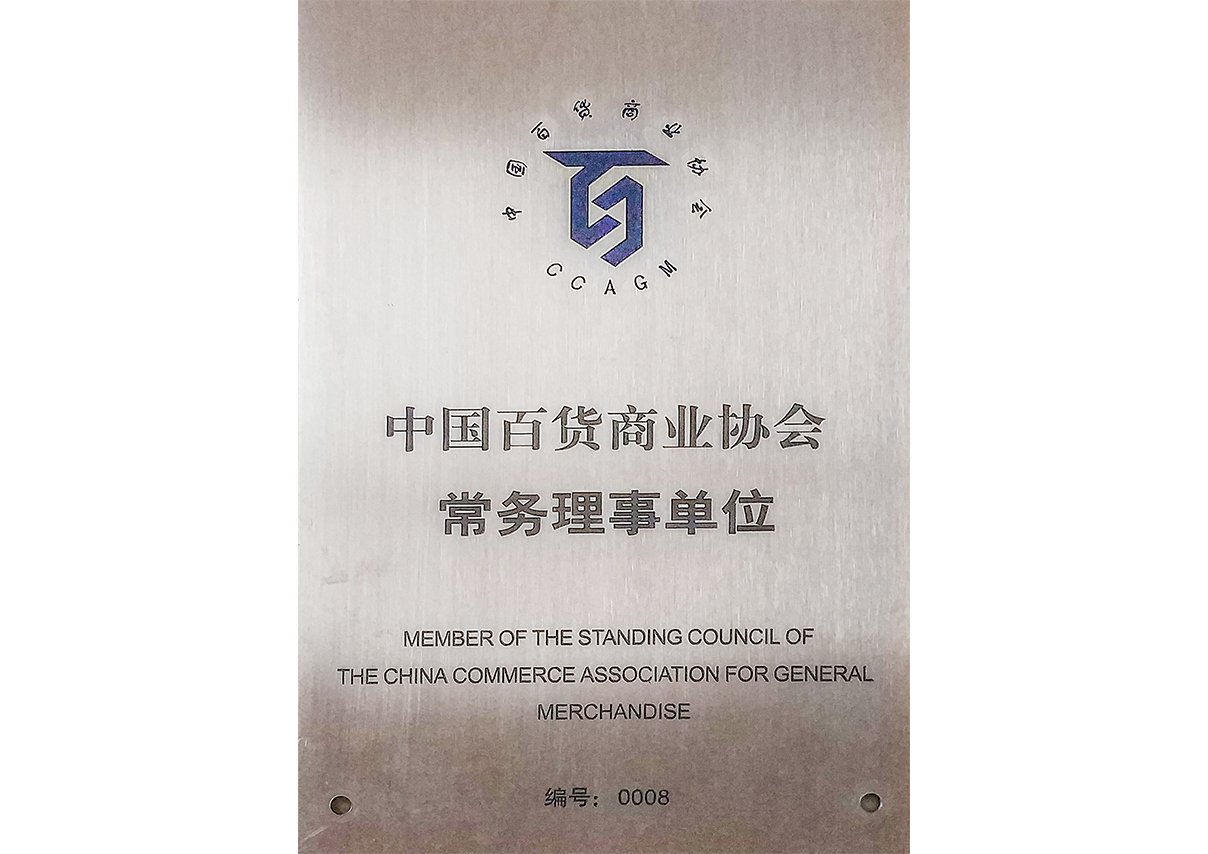 中国百货商业协会
CCAGM
中国百货商业协会
常务理事单位
MEMBER OF THE STANDING COUNCIL OF
THE CHINA COMMERCE ASSOCIATION FOR GENERAL
MERCHANDISE
编号：0008